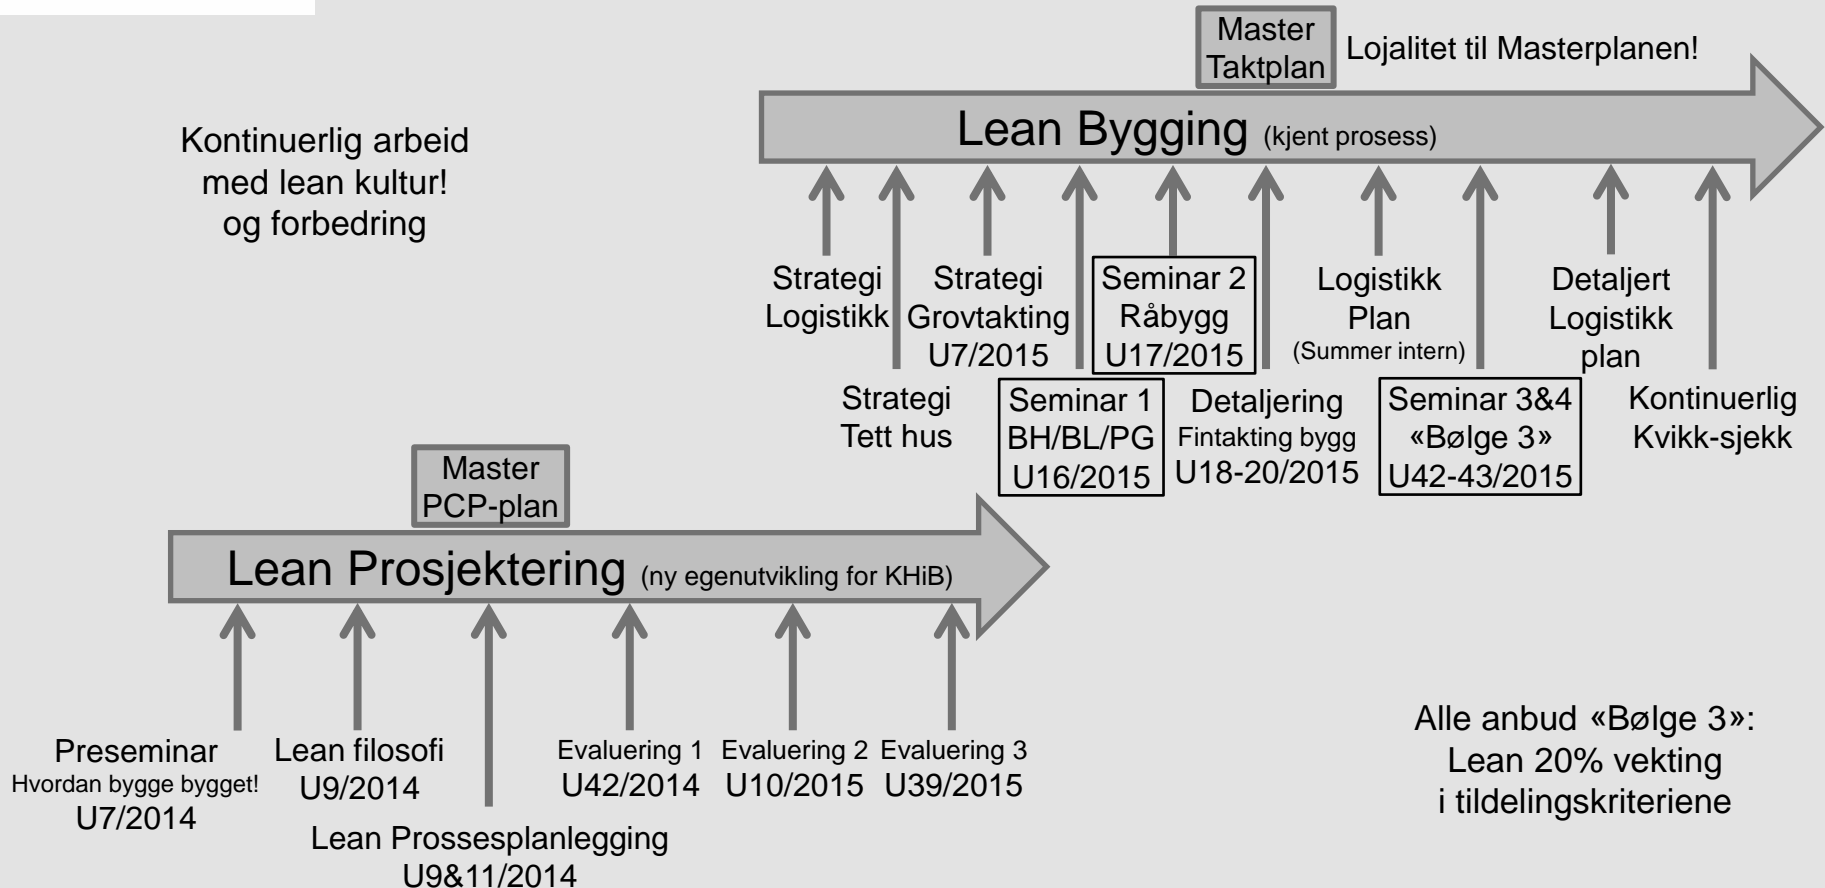 Master
Taktplan
Lojalitet til Masterplanen!
Lean Bygging (kjent prosess)
Kontinuerlig arbeid
med lean kultur!
og forbedring
Strategi
Logistikk
Strategi
Tett hus
Strategi
Grovtakting
U7/2015
Seminar 1
BH/BL/PG
U16/2015
Seminar 2
Råbygg
U17/2015
Detaljering
Fintakting bygg
U18-20/2015
Logistikk
Plan
(Summer intern)
Seminar 3&4
«Bølge 3»
U42-43/2015
Detaljert
Logistikk
plan
Kontinuerlig
Kvikk-sjekk
Master
PCP-plan
Lean Prosjektering (ny egenutvikling for KHiB)
Preseminar
Hvordan bygge bygget!
U7/2014
Lean filosofi
U9/2014
Lean Prossesplanlegging
U9&11/2014
Evaluering 1
U42/2014
Evaluering 2
U10/2015
Evaluering 3
U39/2015
Alle anbud «Bølge 3»:
Lean 20% vekting
i tildelingskriteriene